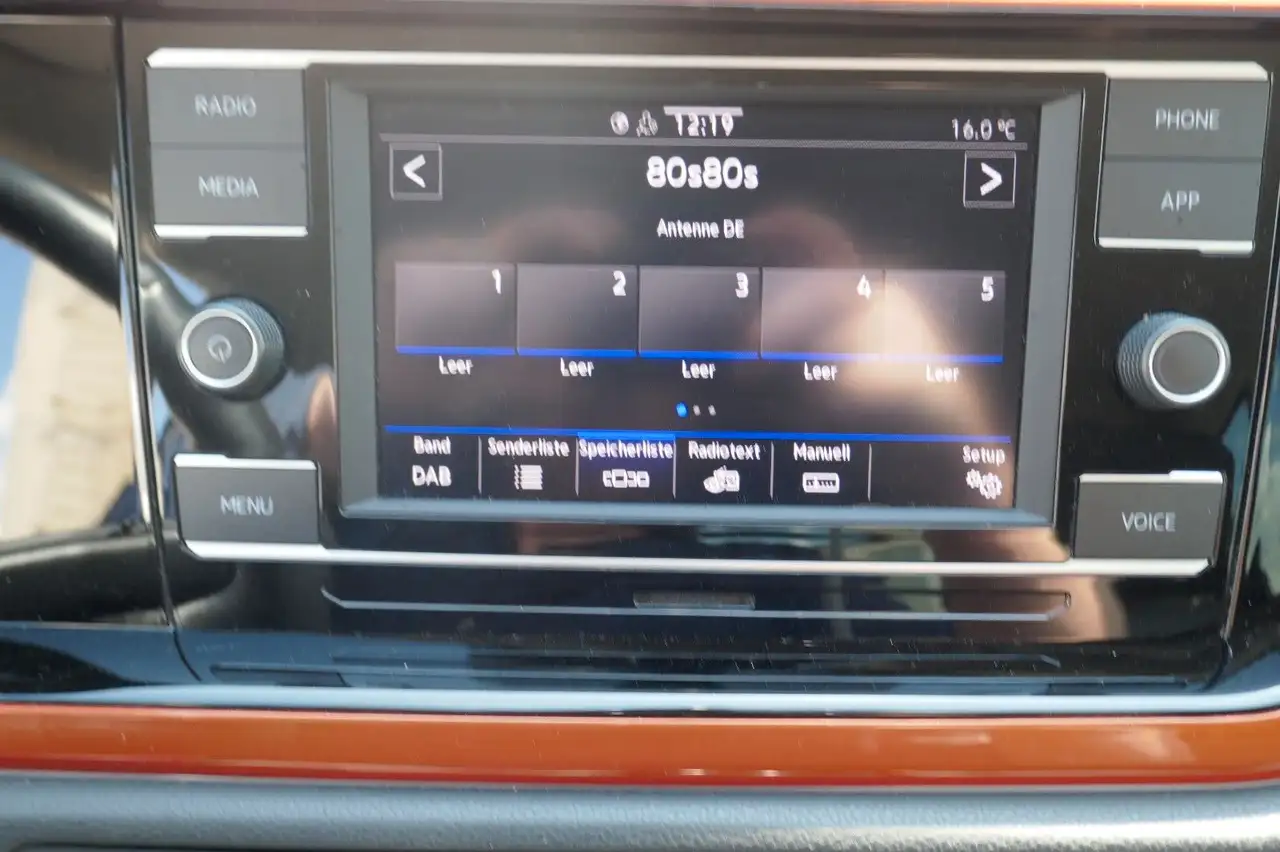 RADIO
MEDIA
MENU
12:19
16.0 °C
<
80s80s
>
Antenne DE
1 2 3 4 5
Leer Leer Leer Leer Leer
Band Senderliste Speicherliste Radiotext Manuell Setup
DAB
PHONE
APP
VOICE